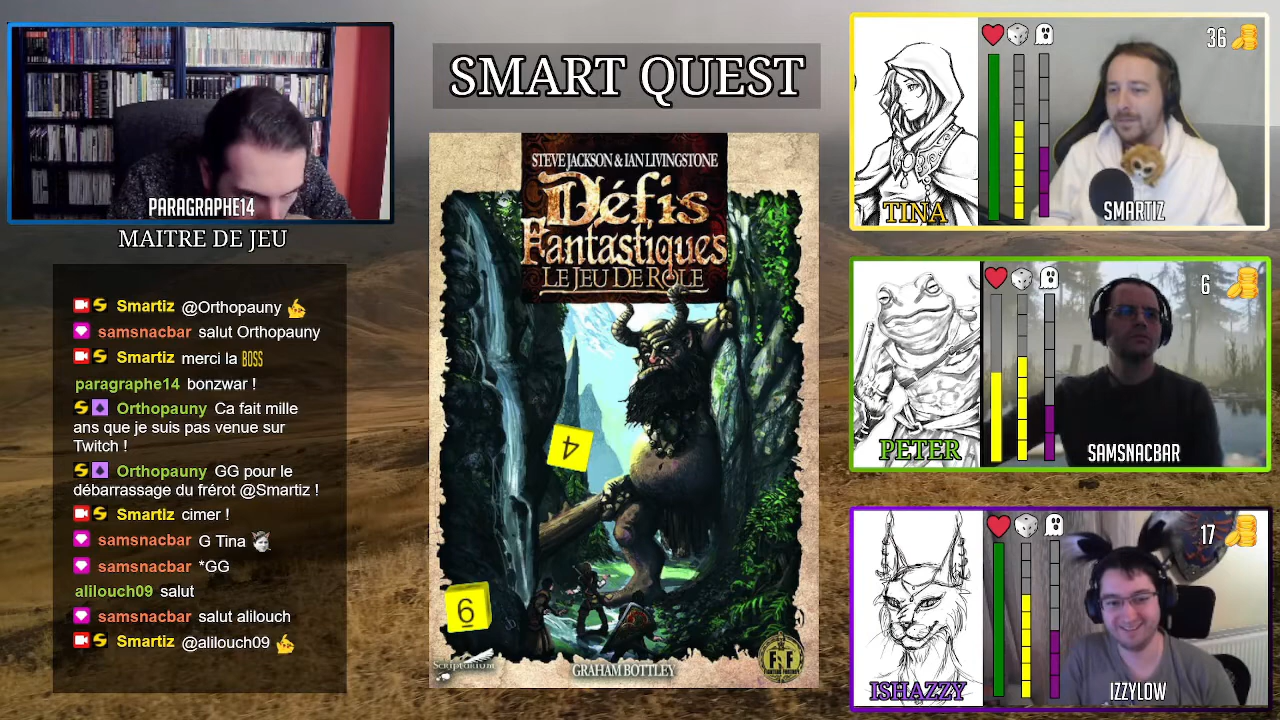 PARAGRAPHE14
MAITRE DE JEU
Smartiz @Orthopauny
samsnacbar salut Orthopauny
Smartiz merci la BOSS
paragraphe14 bonzwar !
Orthopauny Ca fait mille
ans que je suis pas venue sur
Twitch !
Orthopauny GG pour le
débarrassage du frérot @Smartiz !
Smartiz cimer !
samsnacbar G Tina
samsnacbar *GG
alilouch09 salut
samsnacbar salut alilouch
Smartiz @alilouch09
SMART QUEST
STEVE JACKSON & IAN LIVINGSTONE
Défis
Fantastiques
LE JEU DE RÔLE
4
6
SCRIPTARIUM
GRAHAM BOTTLEY
FF
36
TINA
SMARTIZ
6
PETER
SAMSNACBAR
17
ISHAZZY
IZZYLOW